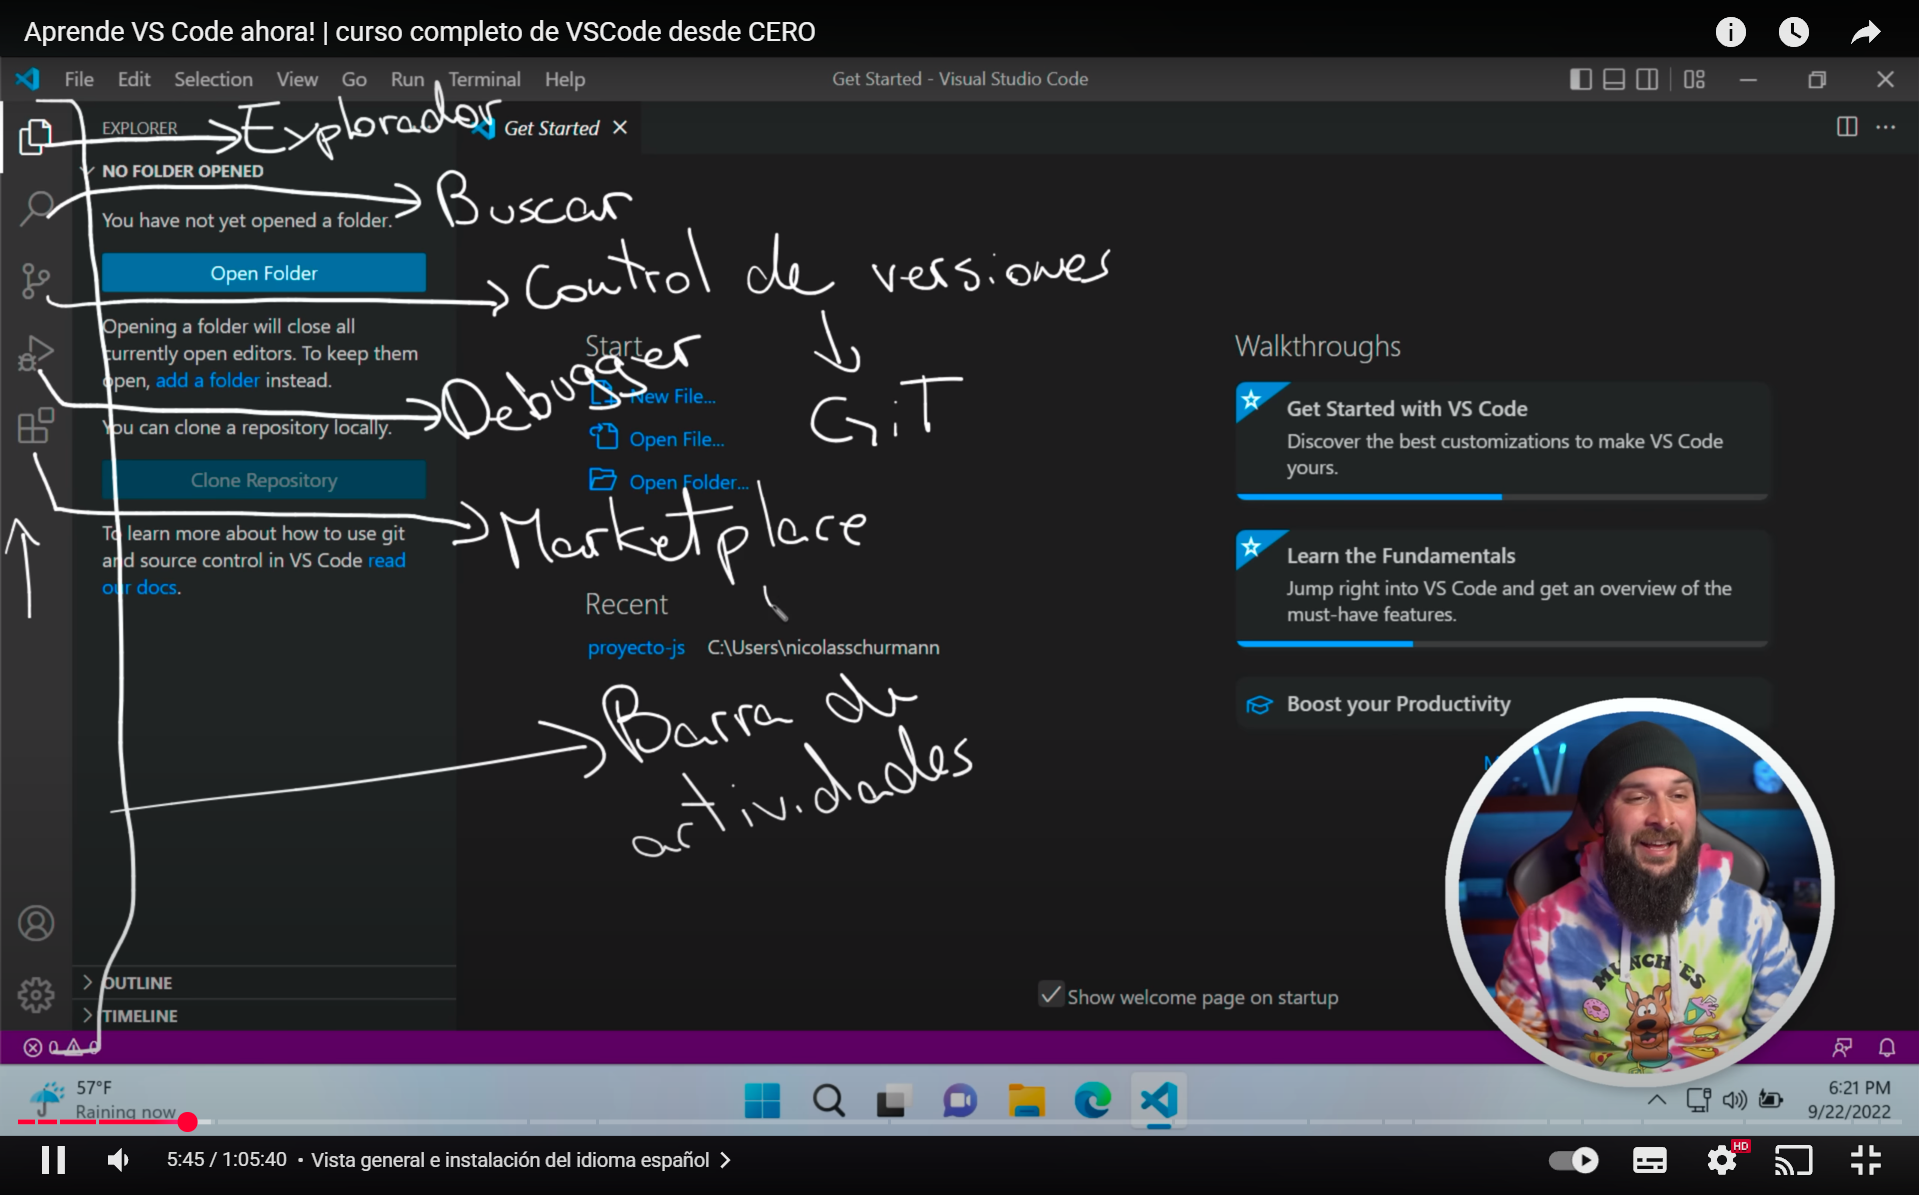 Aprende VS Code ahora! | curso completo de VSCode desde CERO
File Edit Selection View Go Run Terminal Help
Get Started - Visual Studio Code
EXPLORER
Explorador
Get Started
NO FOLDER OPENED
You have not yet opened a folder.
Buscar
Open Folder
Control de versiones
Opening a folder will close all
currently open editors. To keep them
open, add a folder instead.
You can clone a repository locally.
Clone Repository
To learn more about how to use git
and source control in VS Code read
our docs.
Start
Debugger
GiT
New File...
Open File...
Open Folder...
Marketplace
Recent
proyecto-js C:\Users\nicolasschurmann
Barra de
actividades
Walkthroughs
Get Started with VS Code
Discover the best customizations to make VS Code
yours.
Learn the Fundamentals
Jump right into VS Code and get an overview of the
must-have features.
Boost your Productivity
MUNCHIES
Show welcome page on startup
OUTLINE
TIMELINE
0 0
57°F
Raining now
6:21 PM
9/22/2022
5:45 / 1:05:40 • Vista general e instalación del idioma español
HD